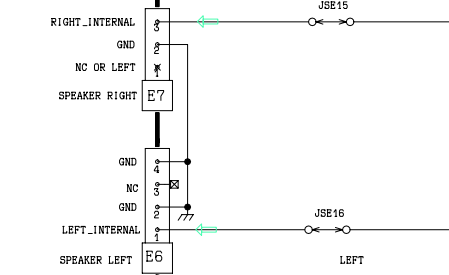 JSE15
RIGHT_INTERNAL
3
GND
2
NC OR LEFT
1
SPEAKER RIGHT
E7
GND
4
NC
3
GND
2
JSE16
LEFT_INTERNAL
1
SPEAKER LEFT
E6
LEFT